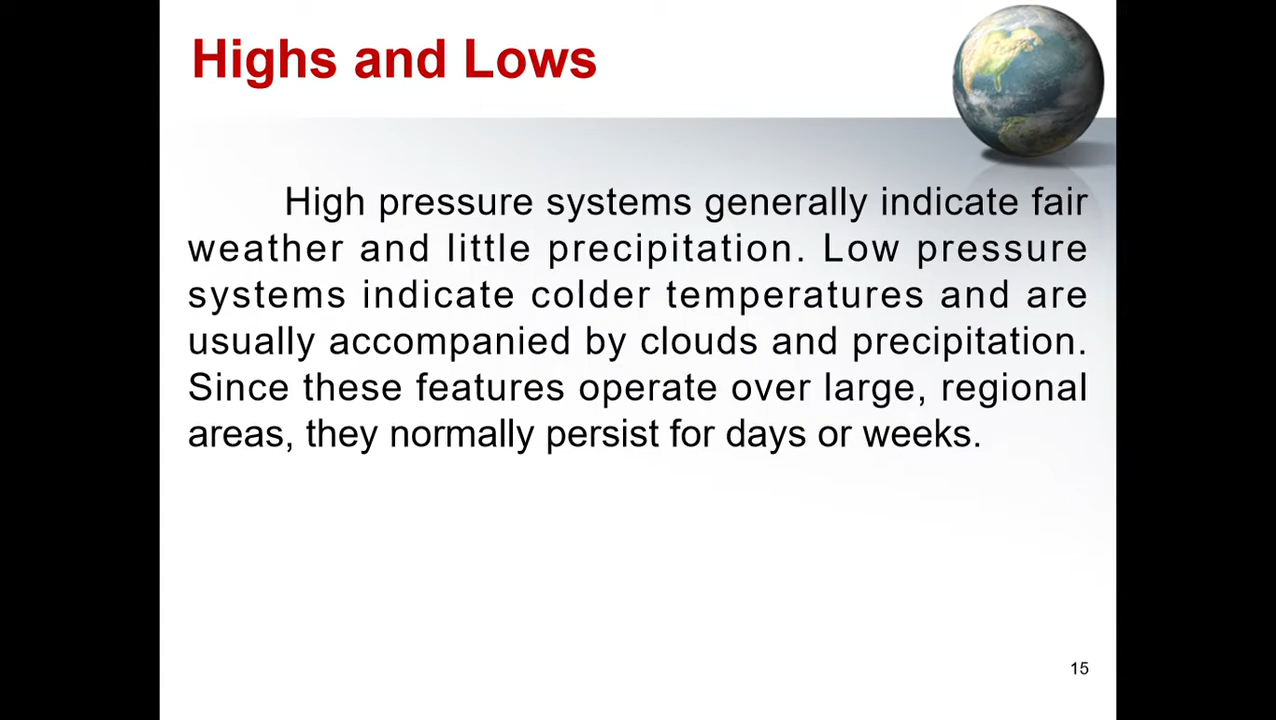 Highs and Lows
High pressure systems generally indicate fair
weather and little precipitation. Low pressure
systems indicate colder temperatures and are
usually accompanied by clouds and precipitation.
Since these features operate over large, regional
areas, they normally persist for days or weeks.
15